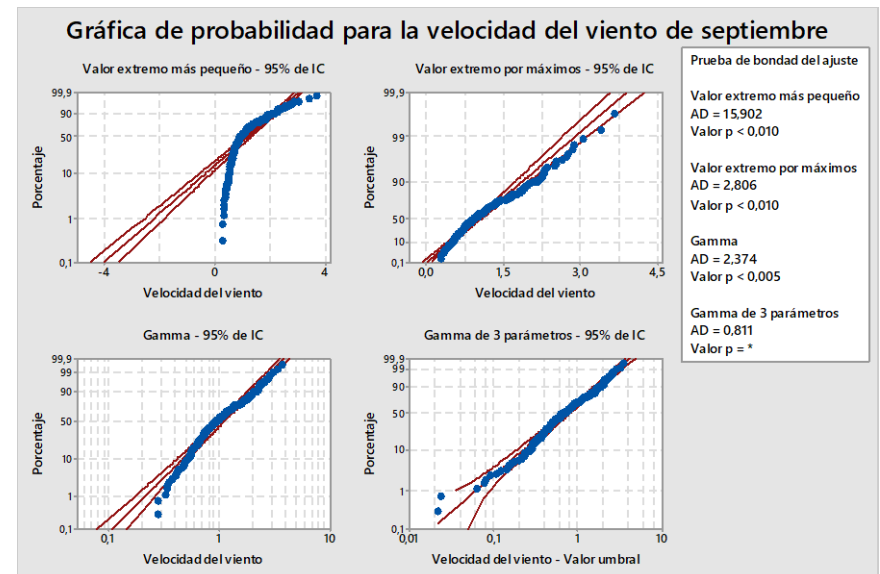 Gráfica de probabilidad para la velocidad del viento de septiembre
Valor extremo más pequeño - 95% de IC
99,9
90
50
10
1
0,1
Porcentaje
-4
0
4
Velocidad del viento
Valor extremo por máximos - 95% de IC
99,9
99
90
50
10
0,1
Porcentaje
0,0
1,5
3,0
4,5
Velocidad del viento
Gamma - 95% de IC
99,9
99
90
50
10
1
0,1
Porcentaje
0,1
1
10
Velocidad del viento
Gamma de 3 parámetros - 95% de IC
99,9
99
90
50
10
1
0,1
Porcentaje
0,01
0,1
1
10
Velocidad del viento - Valor umbral
Prueba de bondad del ajuste
Valor extremo más pequeño
AD = 15,902
Valor p < 0,010
Valor extremo por máximos
AD = 2,806
Valor p < 0,010
Gamma
AD = 2,374
Valor p < 0,005
Gamma de 3 parámetros
AD = 0,811
Valor p = *